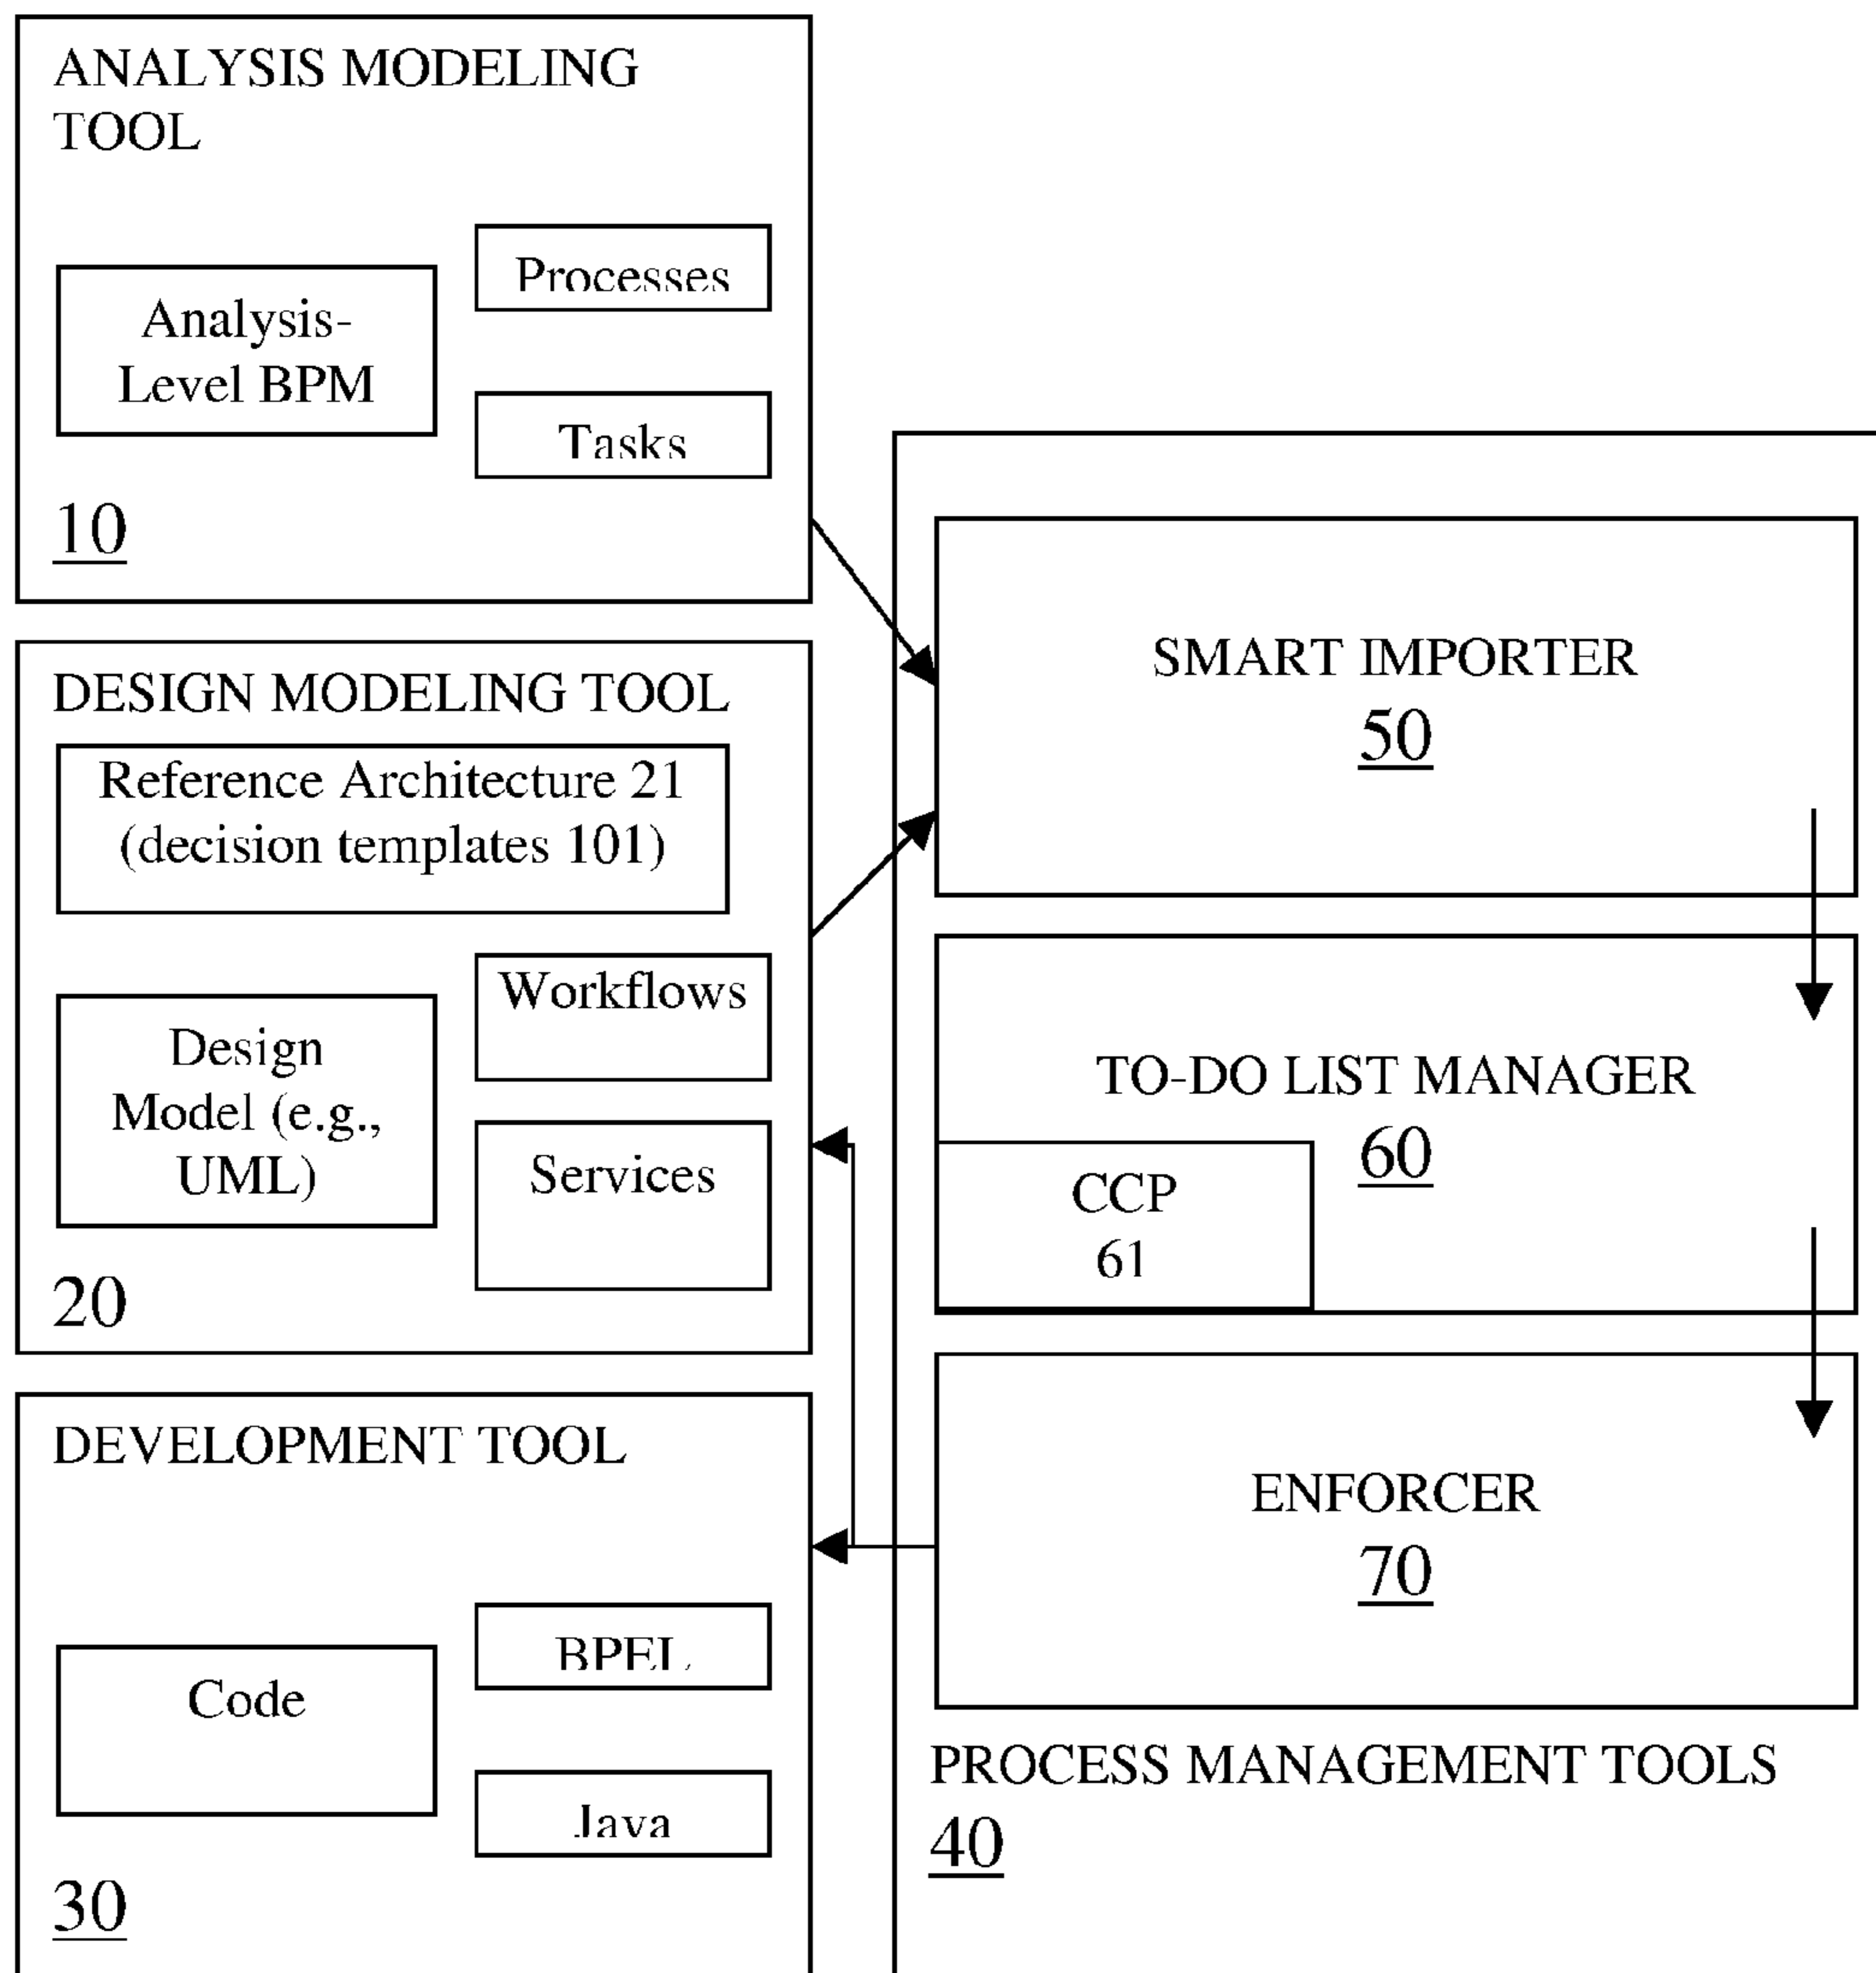 ANALYSIS MODELING
TOOL
Processes
Analysis-
Level BPM
Tasks
10
DESIGN MODELING TOOL
Reference Architecture 21
(decision templates 101)
Workflows
Design
Model (e.g.,
UML)
Services
20
DEVELOPMENT TOOL
BPEL
Code
Java
30
SMART IMPORTER
50
TO-DO LIST MANAGER
60
CCP
61
ENFORCER
70
PROCESS MANAGEMENT TOOLS
40